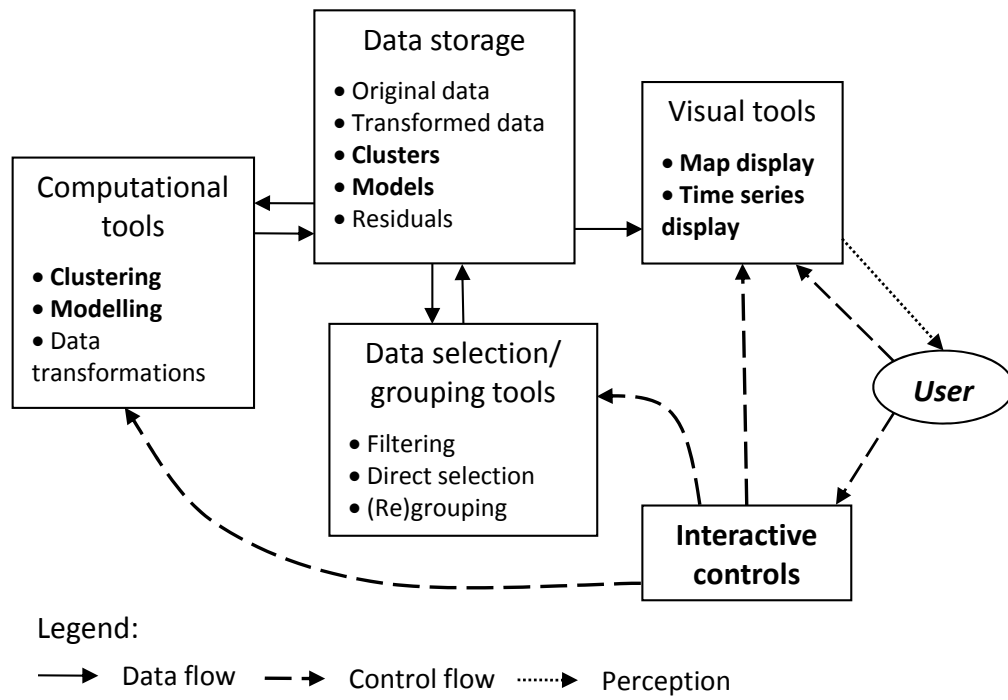 Data storage
• Original data
• Transformed data
• Clusters
• Models
• Residuals
Visual tools
• Map display
• Time series
display
Computational
tools
• Clustering
• Modelling
• Data
transformations
Data selection/
grouping tools
• Filtering
• Direct selection
• (Re)grouping
User
Interactive
controls
Legend:
Data flow
Control flow
Perception